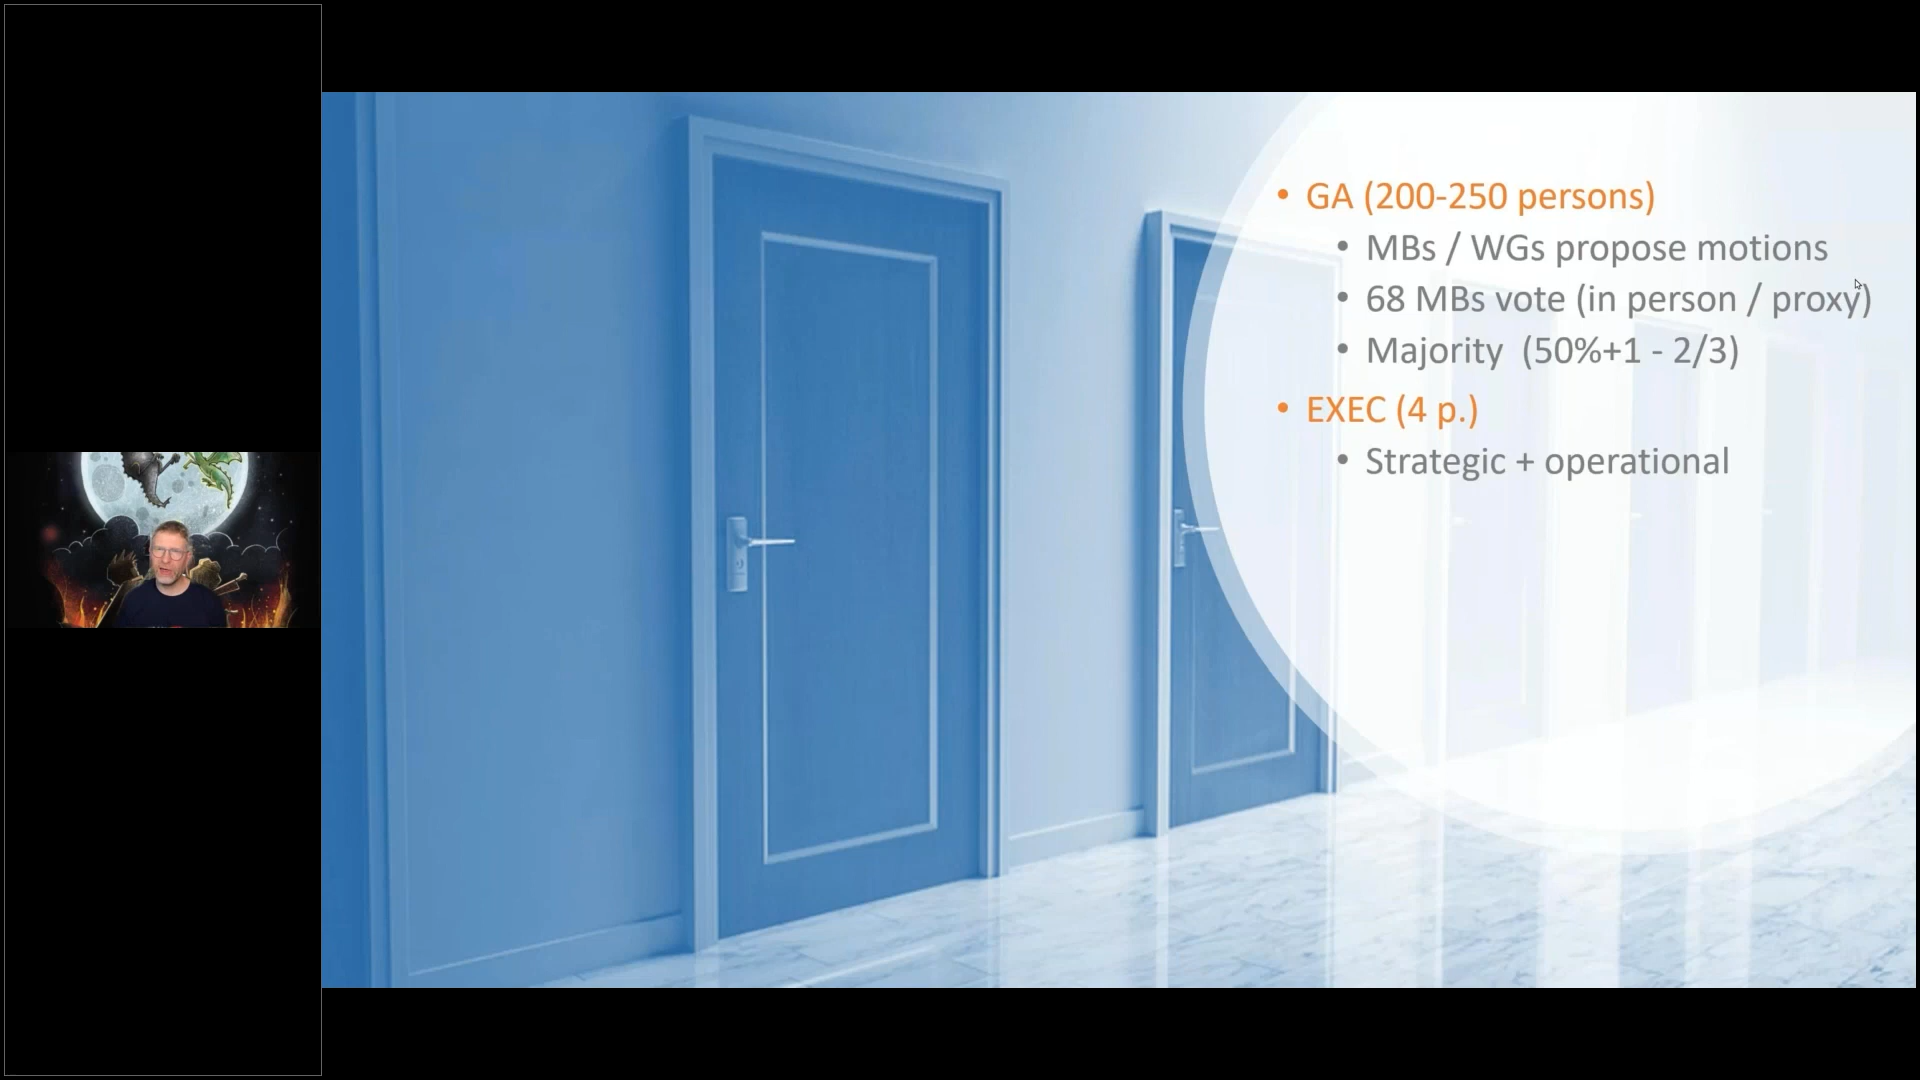 • GA (200-250 persons)
• MBs / WGs propose motions
• 68 MBs vote (in person / proxy)
• Majority (50%+1 - 2/3)
• EXEC (4 p.)
• Strategic + operational